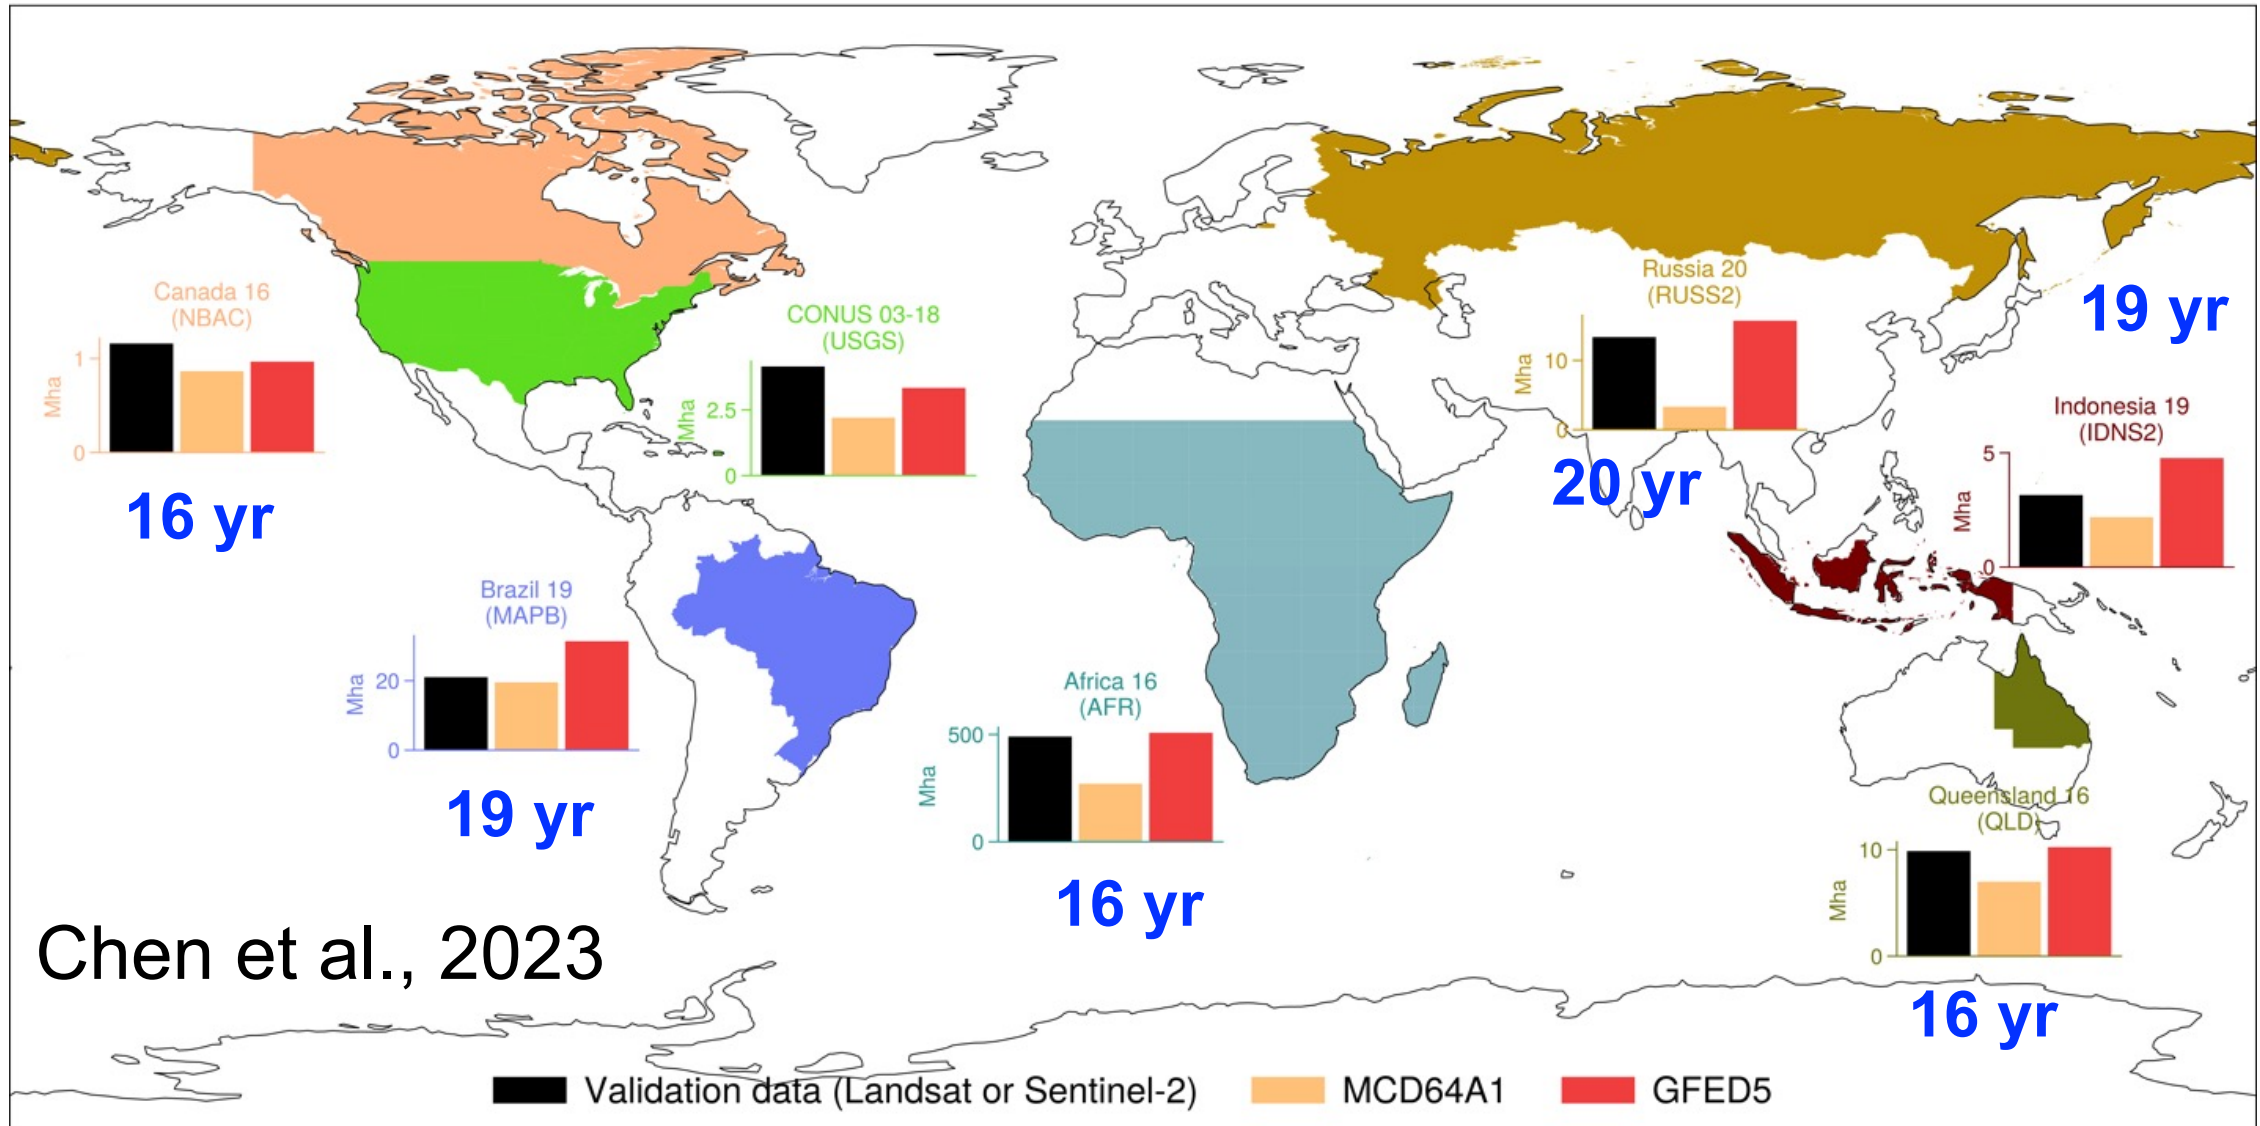 Canada 16
(NBAC)
1
Mha
0
16 yr
CONUS 03-18
(USGS)
Mha
2.5
0
Russia 20
(RUSS2)
Mha
10
0
20 yr
19 yr
Indonesia 19
(IDNS2)
5
Mha
0
Brazil 19
(MAPB)
Mha
20
0
19 yr
Africa 16
(AFR)
500
Mha
0
16 yr
Queensland 16
(QLD)
10
Mha
0
16 yr
Chen et al., 2023
Validation data (Landsat or Sentinel-2)
MCD64A1
GFED5